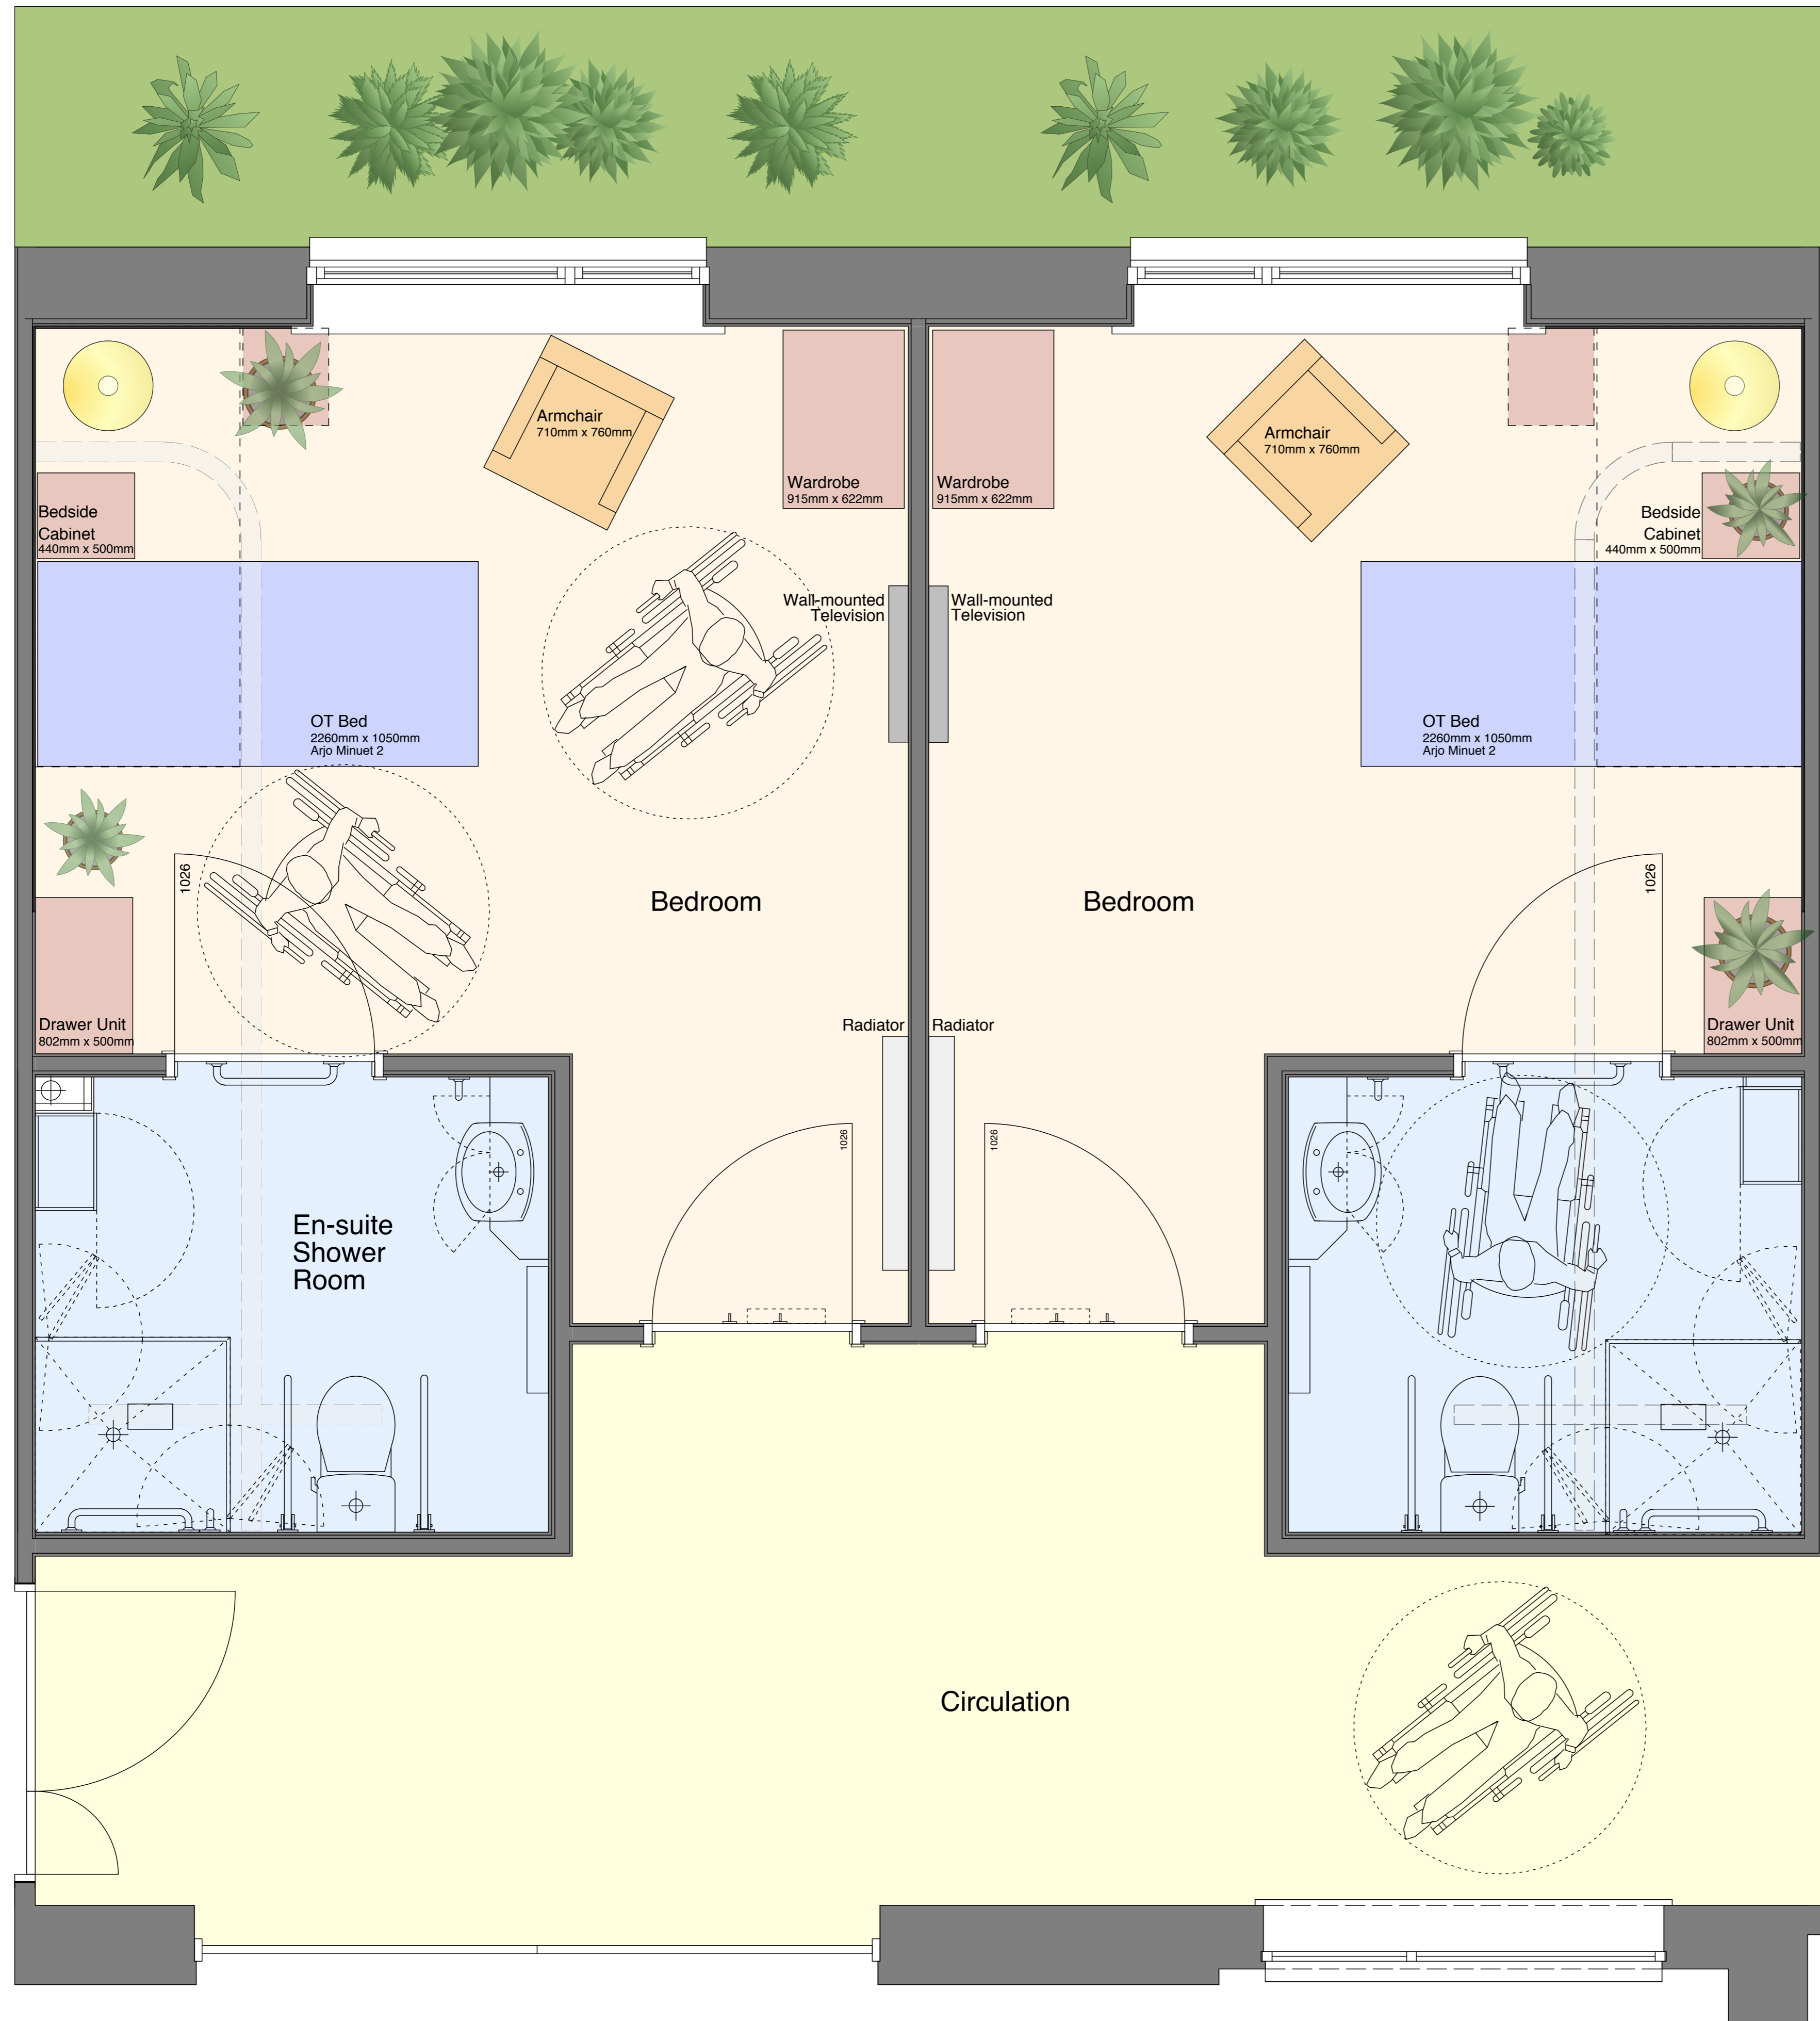 Armchair
710mm x 760mm
Wardrobe
915mm x 622mm
Wardrobe
915mm x 622mm
Armchair
710mm x 760mm
Bedside
Cabinet
440mm x 500mm
Bedside
Cabinet
440mm x 500mm
Wall-mounted
Television
Wall-mounted
Television
OT Bed
2260mm x 1050mm
Arjo Minuet 2
OT Bed
2260mm x 1050mm
Arjo Minuet 2
1026
Bedroom
Bedroom
1026
Drawer Unit
802mm x 500mm
Radiator
Radiator
Drawer Unit
802mm x 500mm
1026
1026
En-suite
Shower
Room
Circulation